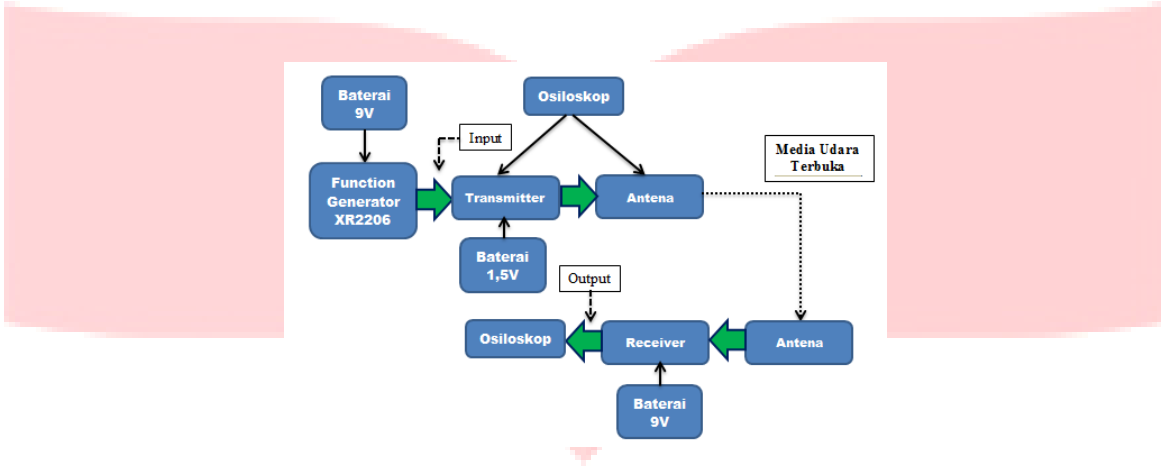 Baterai
9V
Osiloskop
Input
Media Udara
Terbuka
Function
Generator
XR2206
Transmitter
Antena
Baterai
1,5V
Output
Osiloskop
Receiver
Antena
Baterai
9V